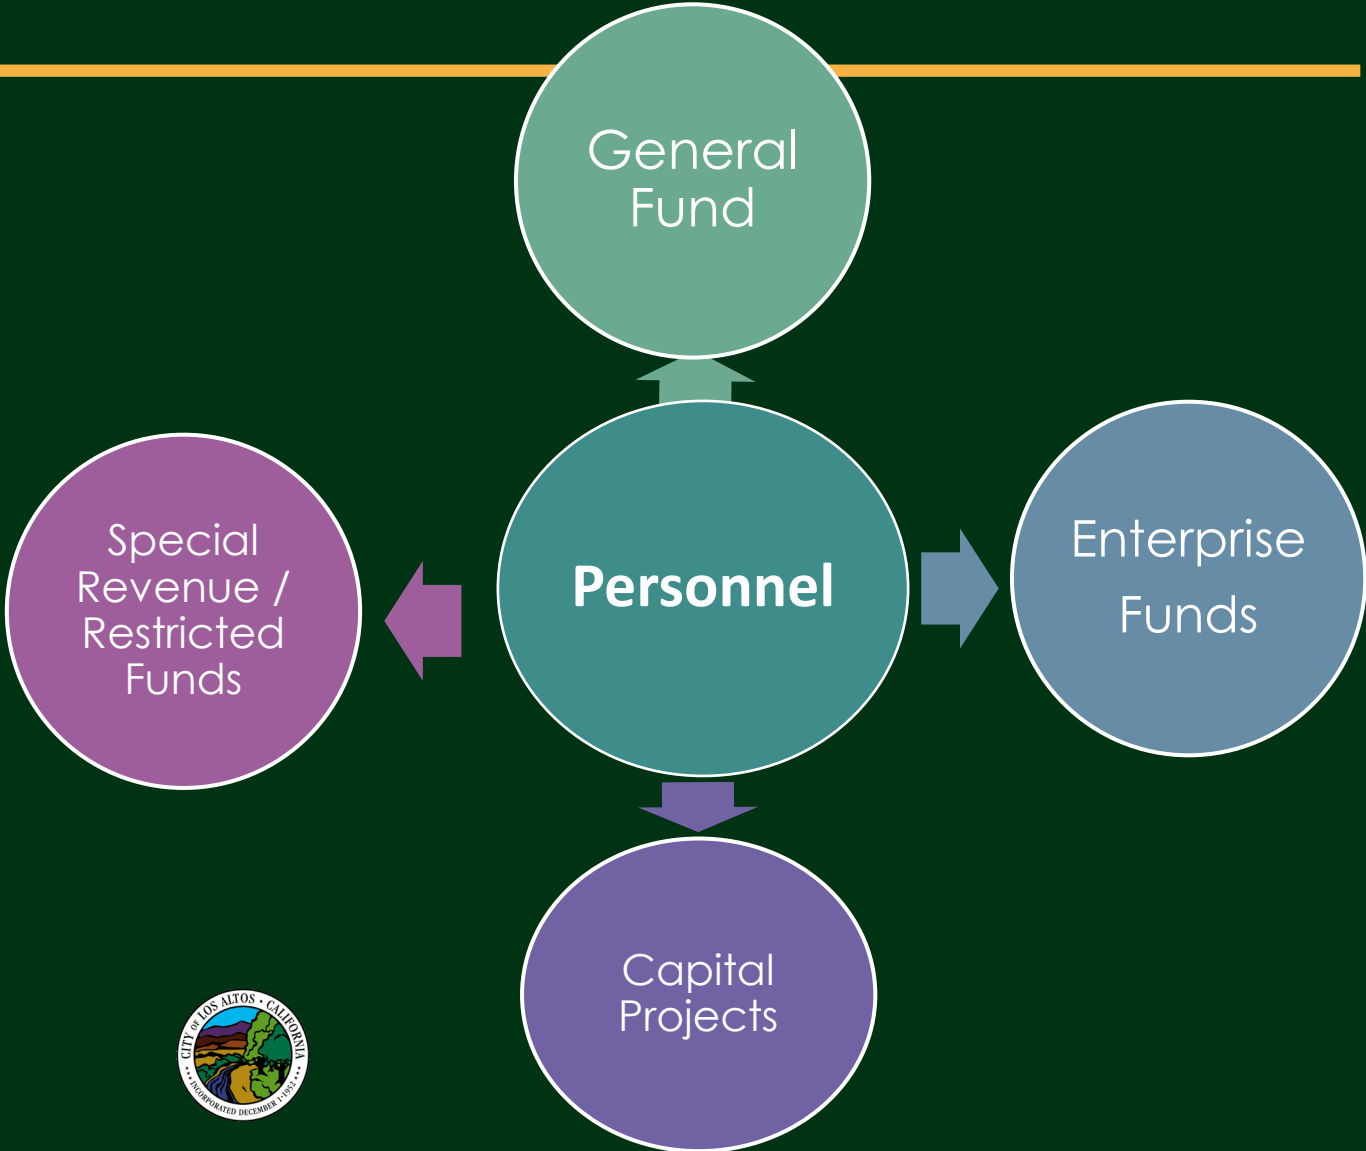 General
Fund
Special
Revenue /
Restricted
Funds
Personnel
Enterprise
Funds
Capital
Projects
CITY OF LOS ALTOS · CALIFORNIA
INCORPORATED DECEMBER 1·1952